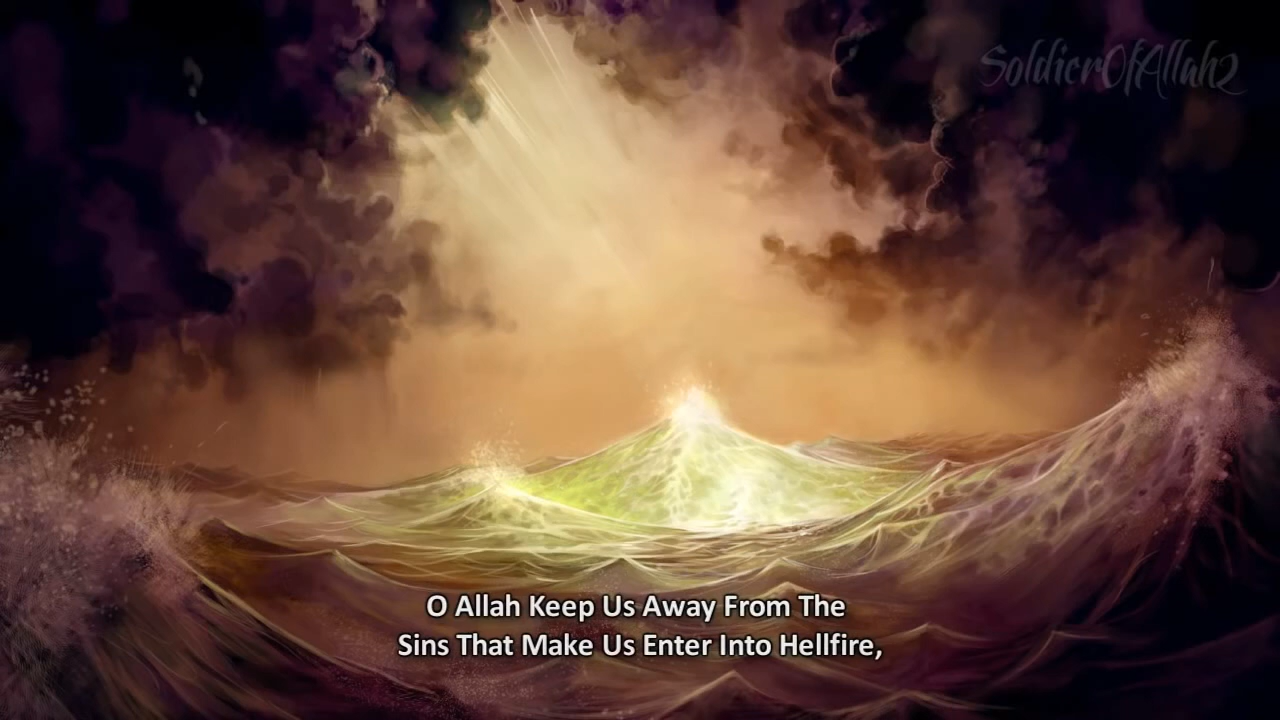 SoldierOfAllah2
O Allah Keep Us Away From The
Sins That Make Us Enter Into Hellfire,